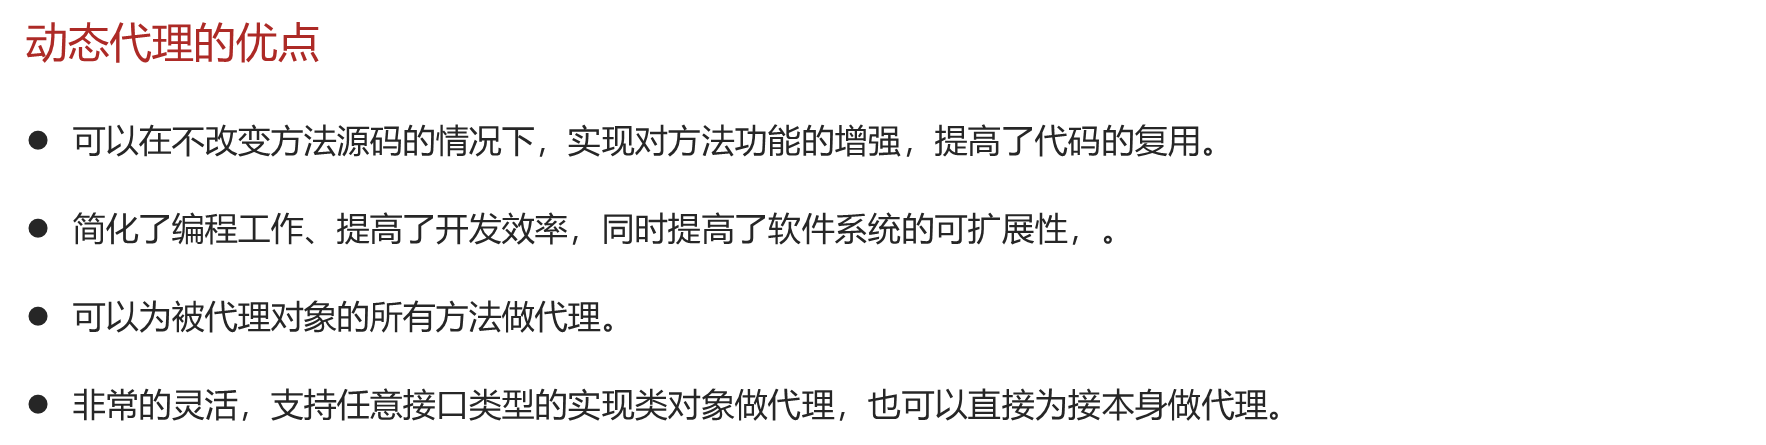 动态代理的优点
● 可以在不改变方法源码的情况下，实现对方法功能的增强，提高了代码的复用。
● 简化了编程工作、提高了开发效率，同时提高了软件系统的可扩展性，。
● 可以为被代理对象的所有方法做代理。
● 非常的灵活，支持任意接口类型的实现类对象做代理，也可以直接为接本身做代理。